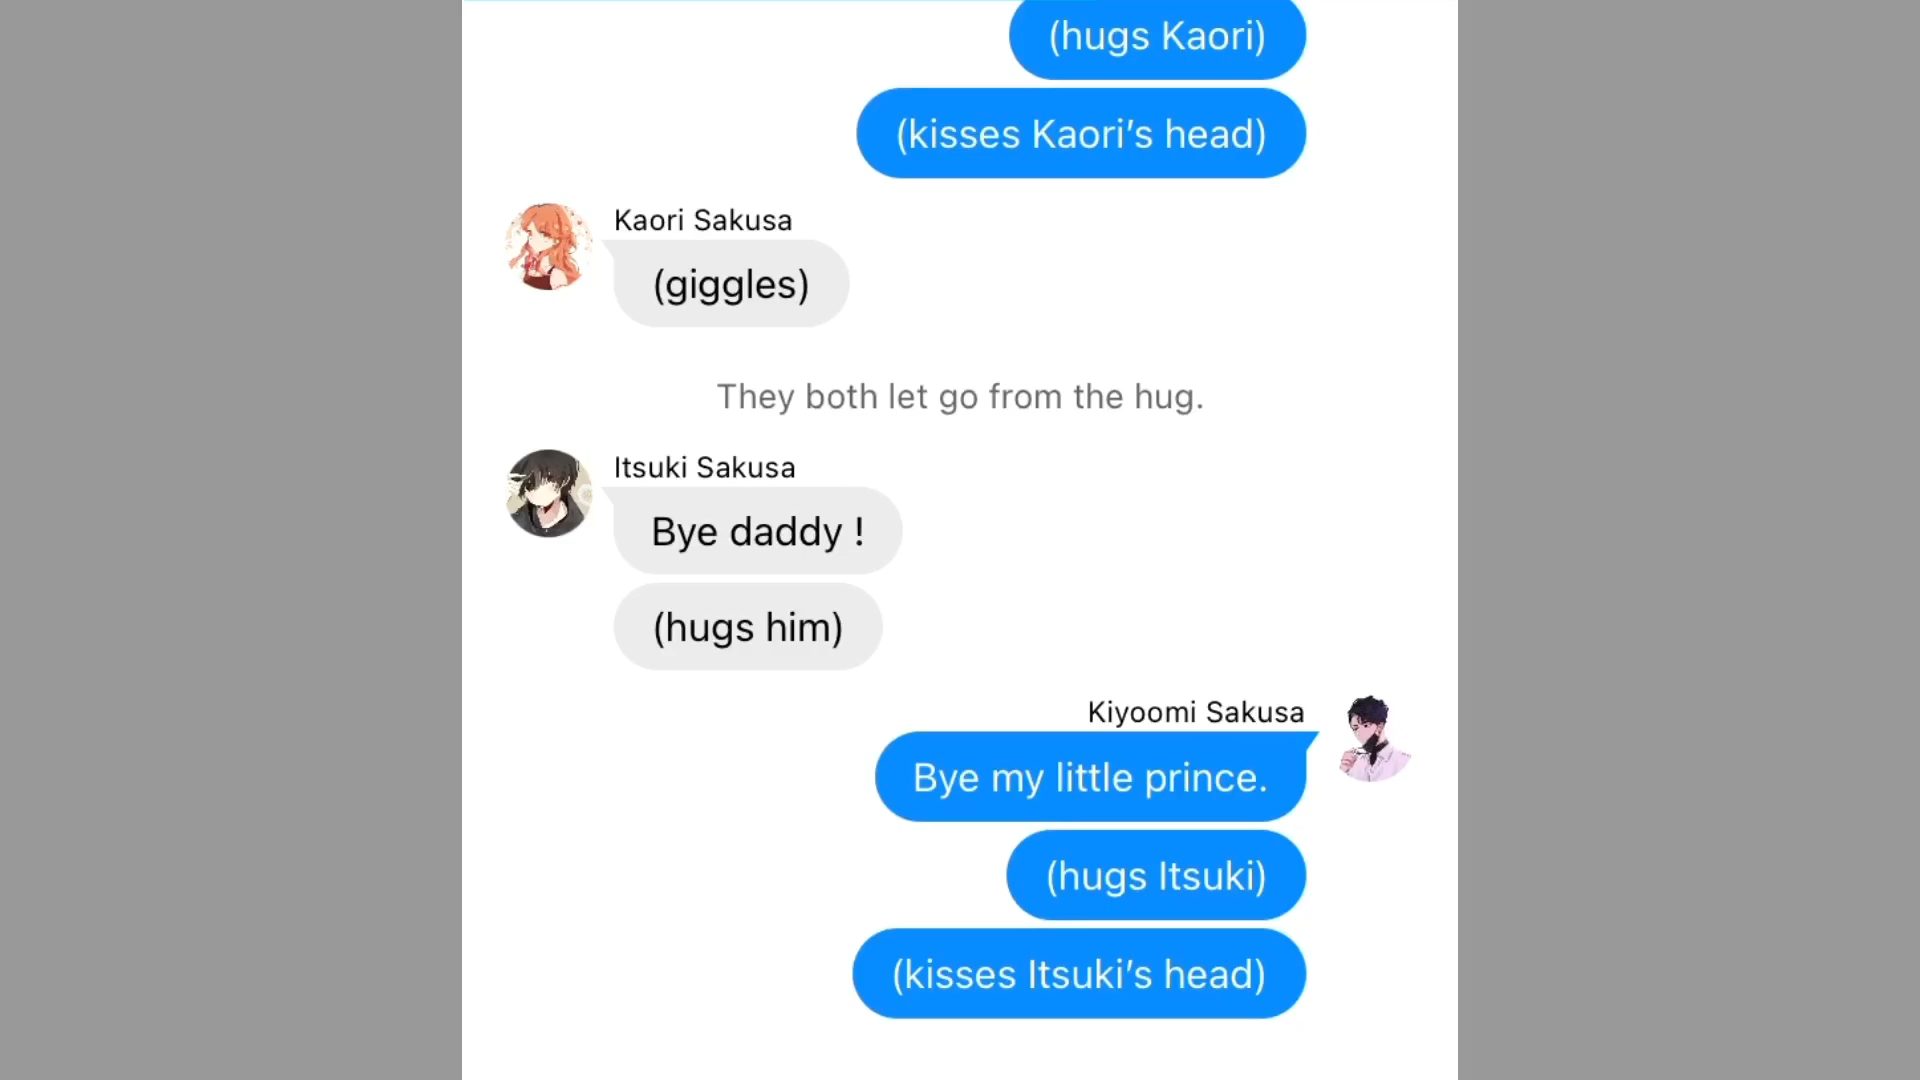 (hugs Kaori)
(kisses Kaori’s head)
Kaori Sakusa
(giggles)
They both let go from the hug.
Itsuki Sakusa
Bye daddy !
(hugs him)
Kiyoomi Sakusa
Bye my little prince.
(hugs Itsuki)
(kisses Itsuki’s head)